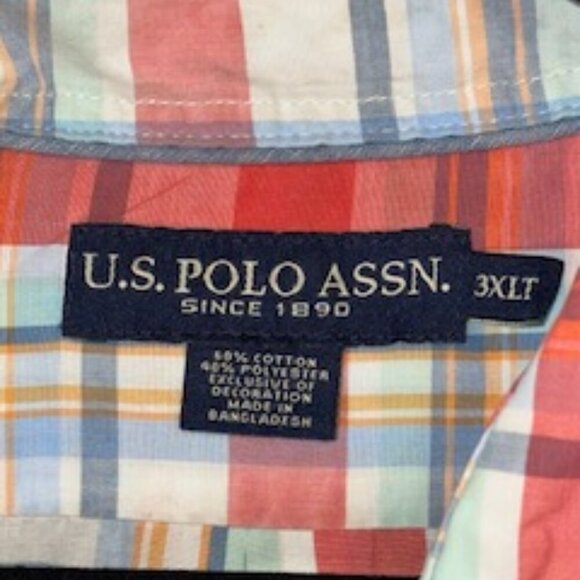 U.S. POLO ASSN.
SINCE 1890
3XLT
60% COTTON
40% POLYESTER
EXCLUSIVE OF
DECORATION
MADE IN
BANGLADESH